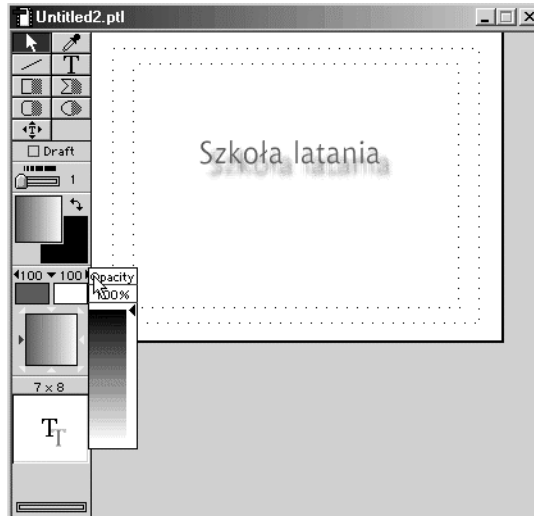 Untitled2.ptl
T
T
Draft
1
Szkoła latania
100 100
Opacity
100%
7 x 8
T T